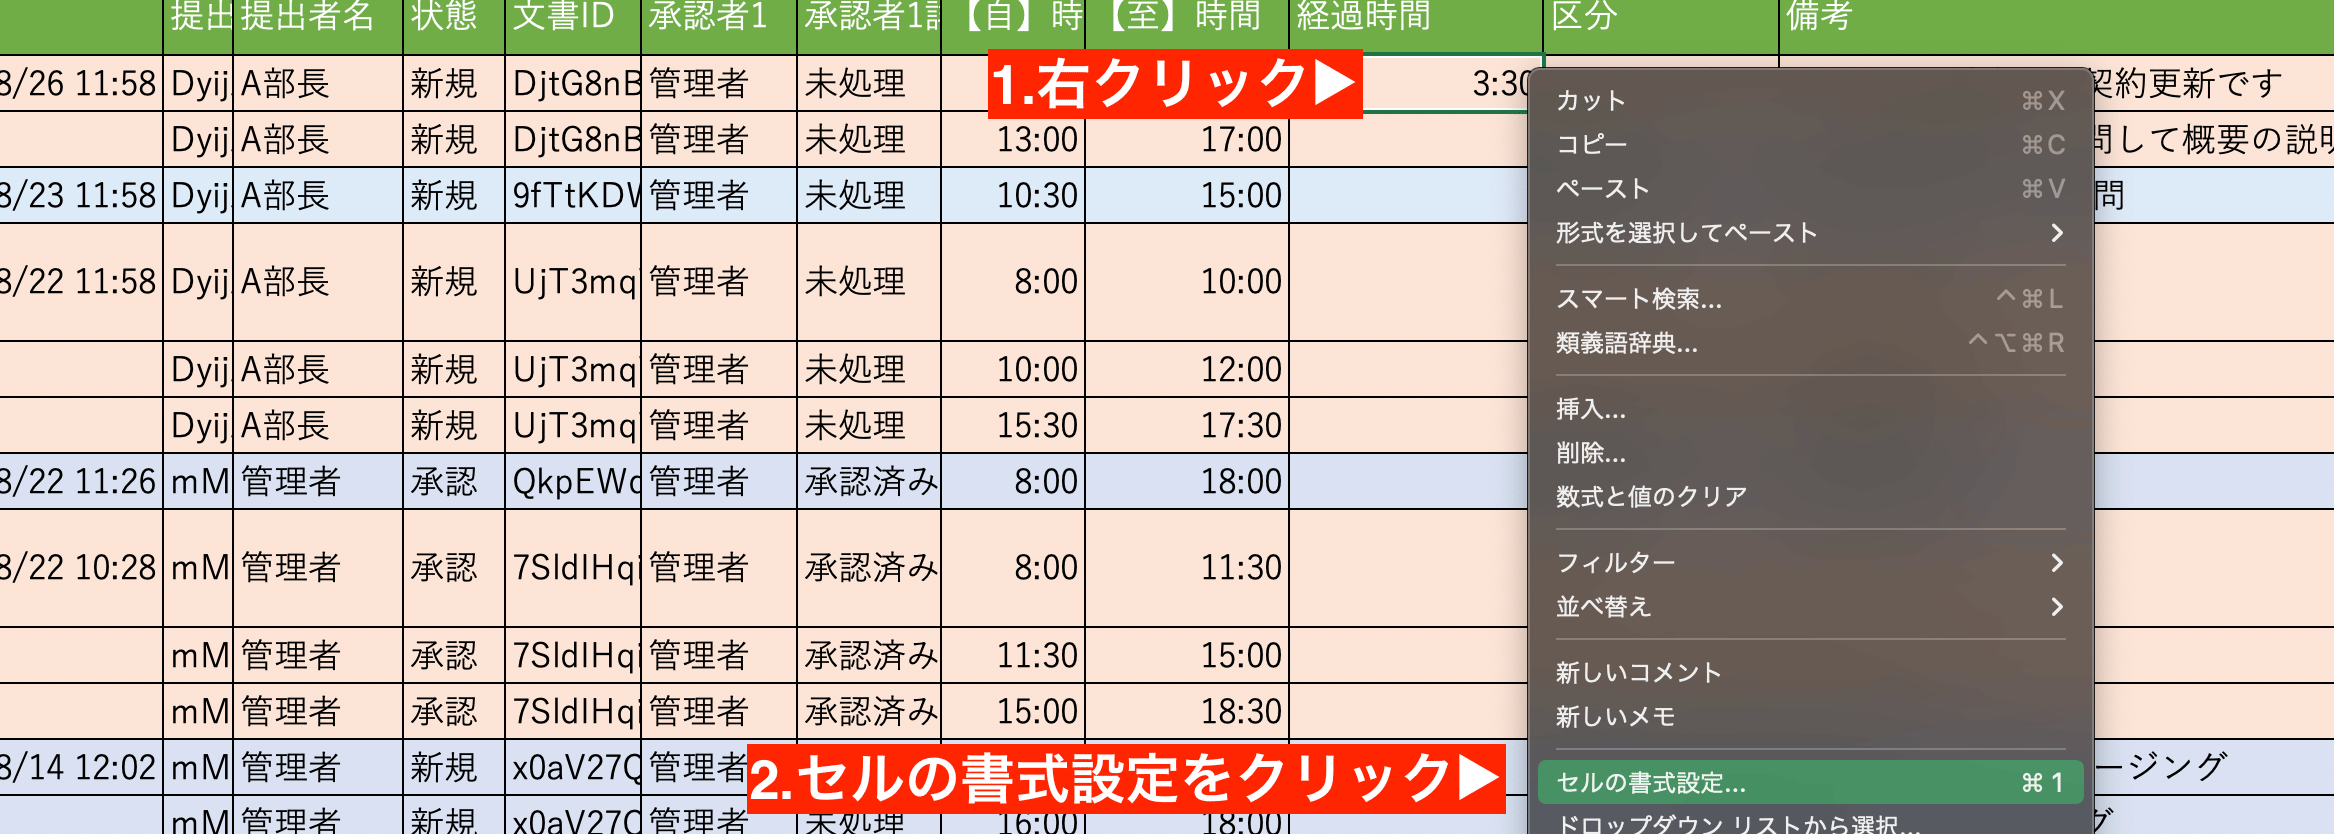 提出 提出者名 状態 文書ID 承認者1 承認者1 【自】時 【至】時間 経過時間 区分 備考
8/26 11:58 Dyij A部長 新規 DjtG8nB 管理者 未処理 1.右クリック▶ 3:30 契約更新です
Dyij A部長 新規 DjtG8nB 管理者 未処理 13:00 17:00 問して概要の説明
8/23 11:58 Dyij A部長 新規 9fTtKDW 管理者 未処理 10:30 15:00 問
8/22 11:58 Dyij A部長 新規 UjT3mq 管理者 未処理 8:00 10:00
Dyij A部長 新規 UjT3mq 管理者 未処理 10:00 12:00
Dyij A部長 新規 UjT3mq 管理者 未処理 15:30 17:30
8/22 11:26 mM 管理者 承認 QkpEWc 管理者 承認済み 8:00 18:00
8/22 10:28 mM 管理者 承認 7SldIHqi 管理者 承認済み 8:00 11:30
mM 管理者 承認 7SldIHqi 管理者 承認済み 11:30 15:00
mM 管理者 承認 7SldIHqi 管理者 承認済み 15:00 18:30
8/14 12:02 mM 管理者 新規 x0aV27Q 管理者 2.セルの書式設定をクリック▶ ージング
mM 管理者 新規 x0aV27Q 管理者 未処理 16:00 18:00 グ
カット ⌘X
コピー ⌘C
ペースト ⌘V
形式を選択してペースト >
スマート検索... ^⌘L
類義語辞典... ^⌥⌘R
挿入...
削除...
数式と値のクリア
フィルター >
並べ替え >
新しいコメント
新しいメモ
セルの書式設定... ⌘1
ドロップダウン リストから選択...